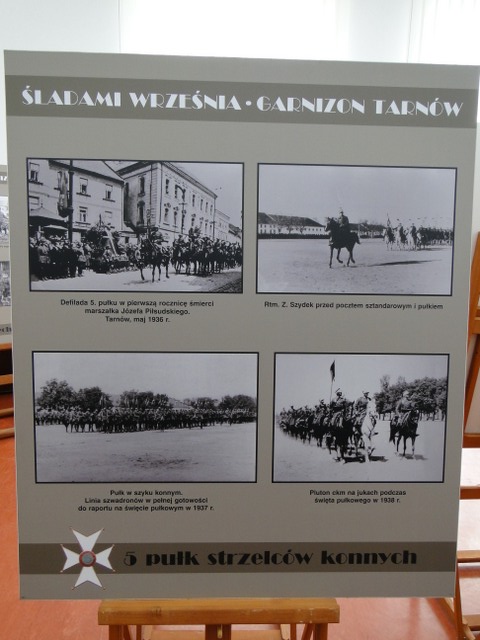 ŚLADAMI WRZEŚNIA • GARNIZON TARNÓW
Defilada 5. pułku w pierwszą rocznicę śmierci
marszałka Józefa Piłsudskiego.
Tarnów, maj 1936 r.
Rtm. Z. Szydek przed pocztem sztandarowym i pułkiem
Pułk w szyku konnym.
Linia szwadronów w pełnej gotowości
do raportu na święcie pułkowym w 1937 r.
Pluton ckm na jukach podczas
święta pułkowego w 1938 r.
5 pułk strzelców konnych